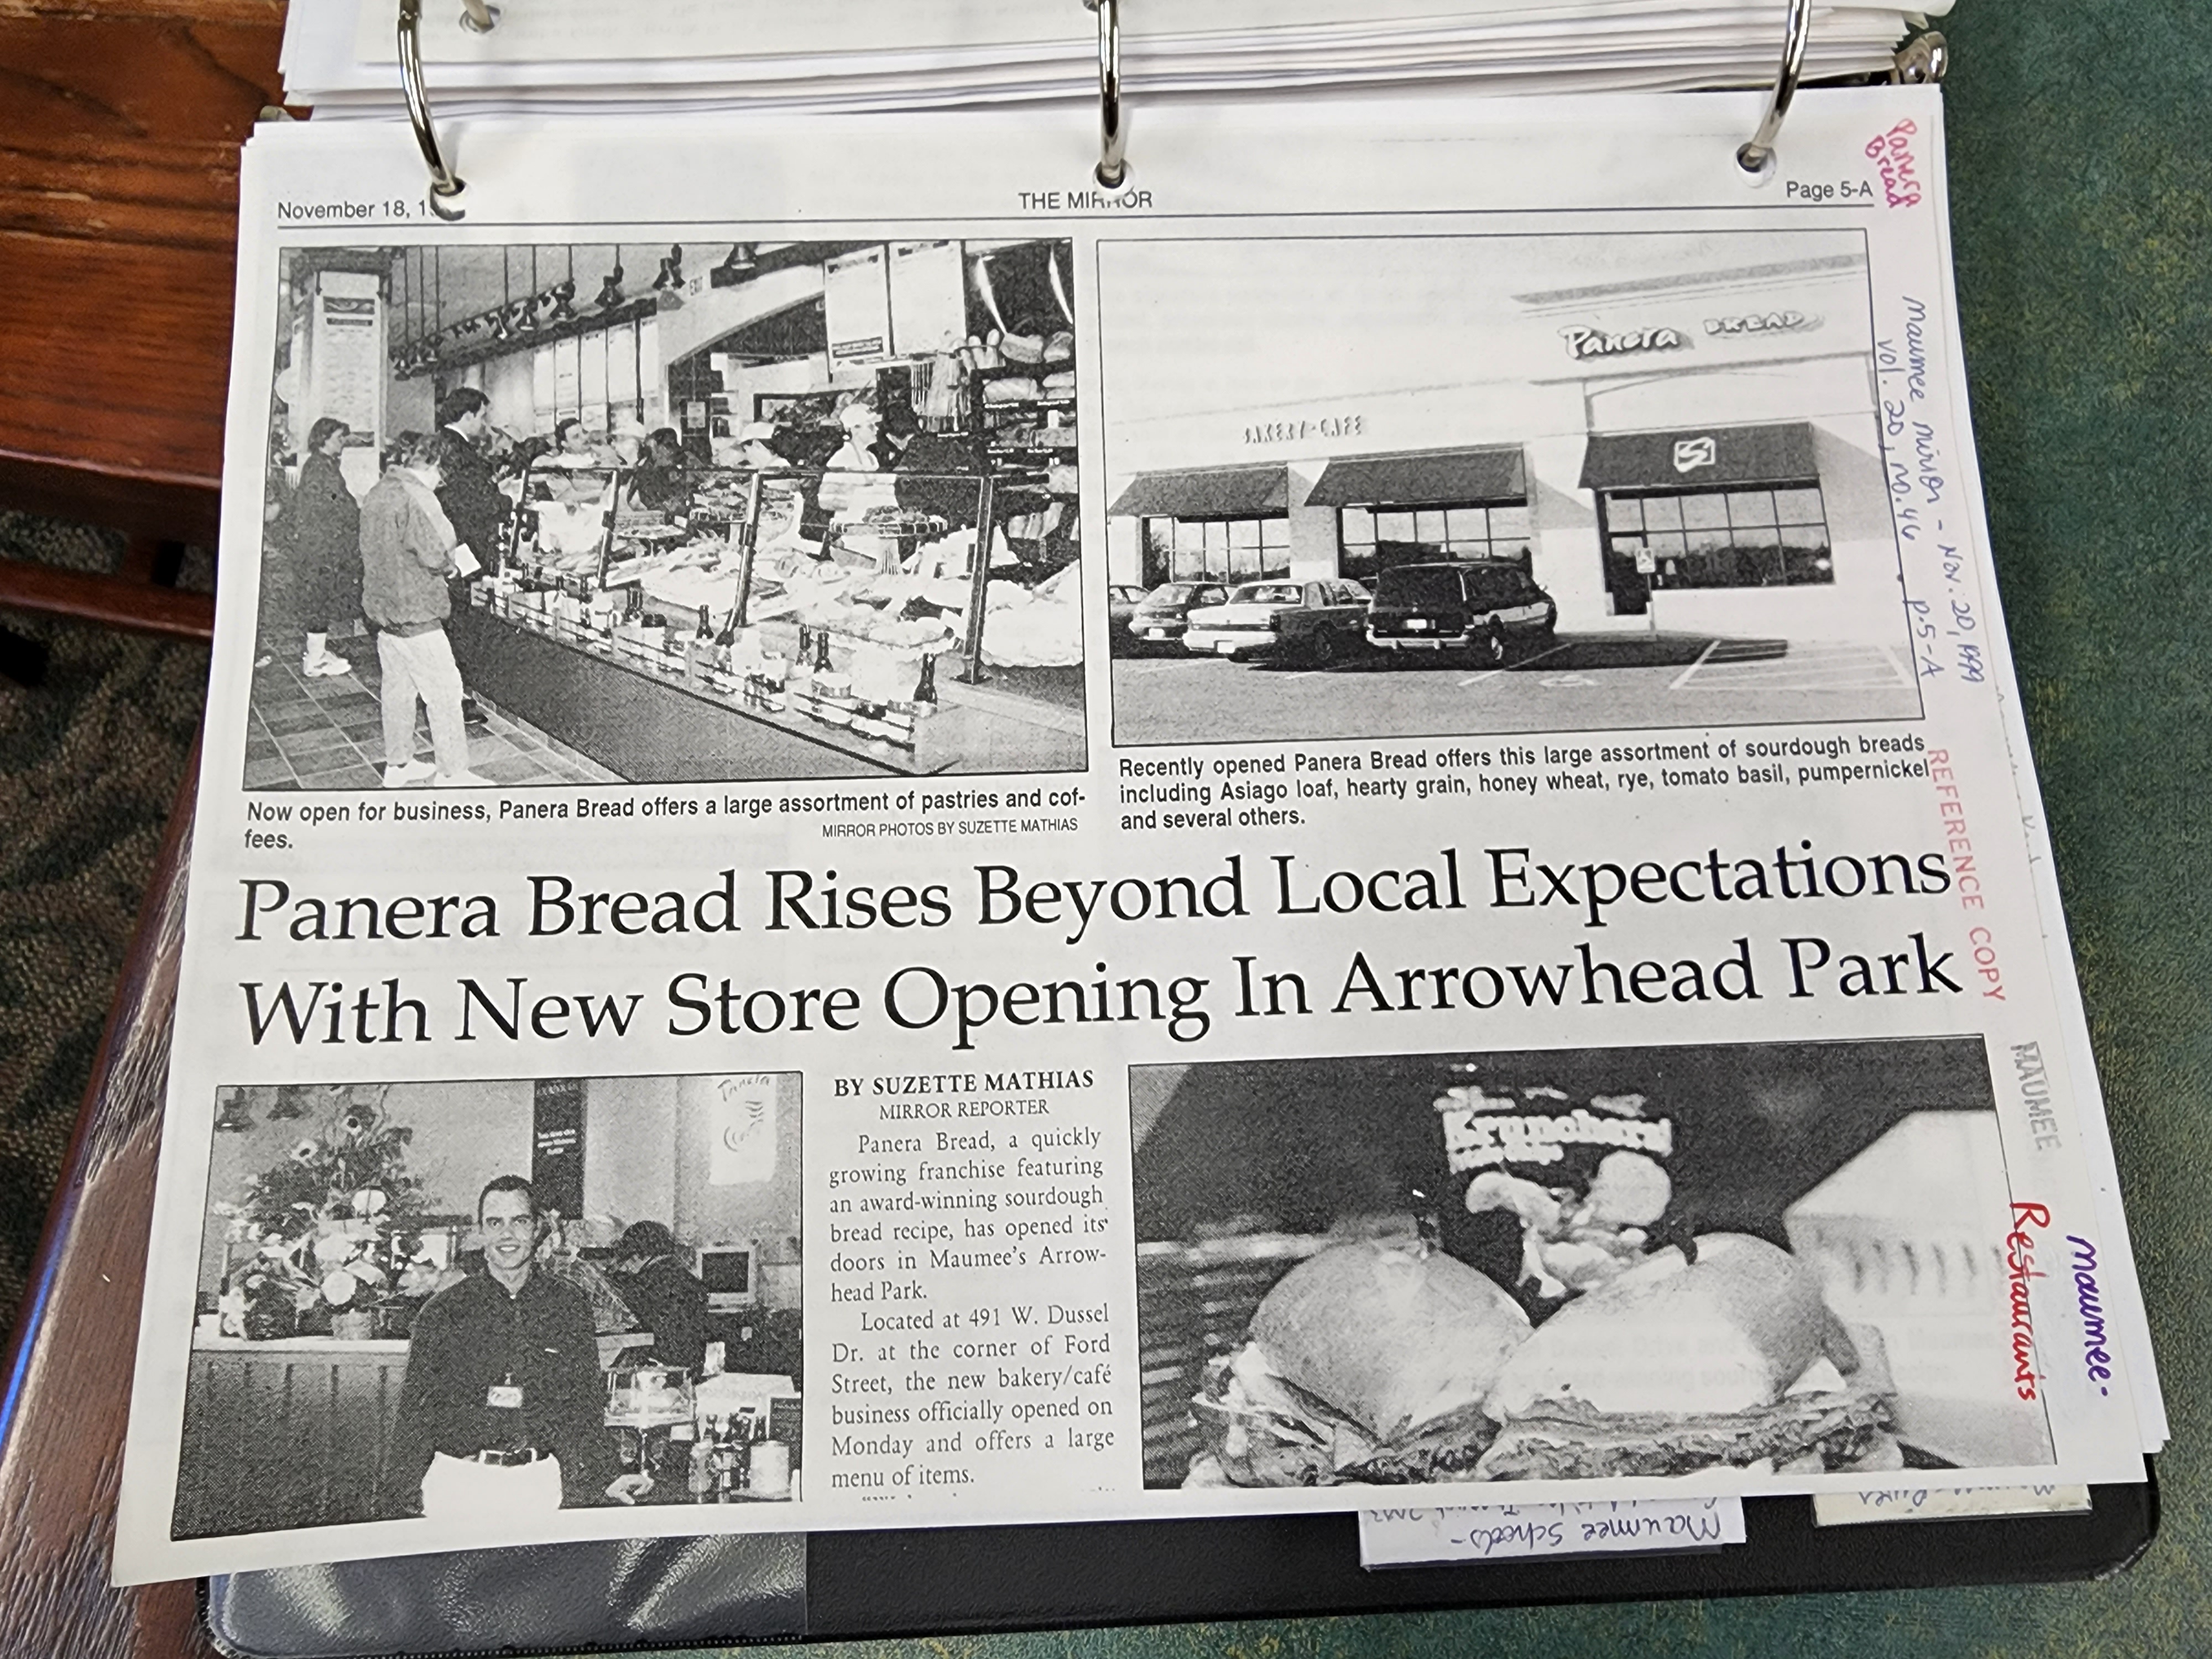 November 18, 1
THE MIRROR
Page 5-A
Panera
Bread
Maumee Mirror - Nov. 20, 1999
Vol. 20, No. 46 p.5-A
EXIT
Panera BREAD
BAKERY-CAFE
Now open for business, Panera Bread offers a large assortment of pastries and cof-
fees.
MIRROR PHOTOS BY SUZETTE MATHIAS
Recently opened Panera Bread offers this large assortment of sourdough breads
including Asiago loaf, hearty grain, honey wheat, rye, tomato basil, pumpernickel
and several others.
REFERENCE COPY
Panera Bread Rises Beyond Local Expectations
With New Store Opening In Arrowhead Park
MAUMEE
Maumee-
Restaurants
Panera
BY SUZETTE MATHIAS
MIRROR REPORTER
Panera Bread, a quickly
growing franchise featuring
an award-winning sourdough
bread recipe, has opened its
doors in Maumee's Arrow-
head Park.
Located at 491 W. Dussel
Dr. at the corner of Ford
Street, the new bakery/café
business officially opened on
Monday and offers a large
menu of items.
Maumee Schools-